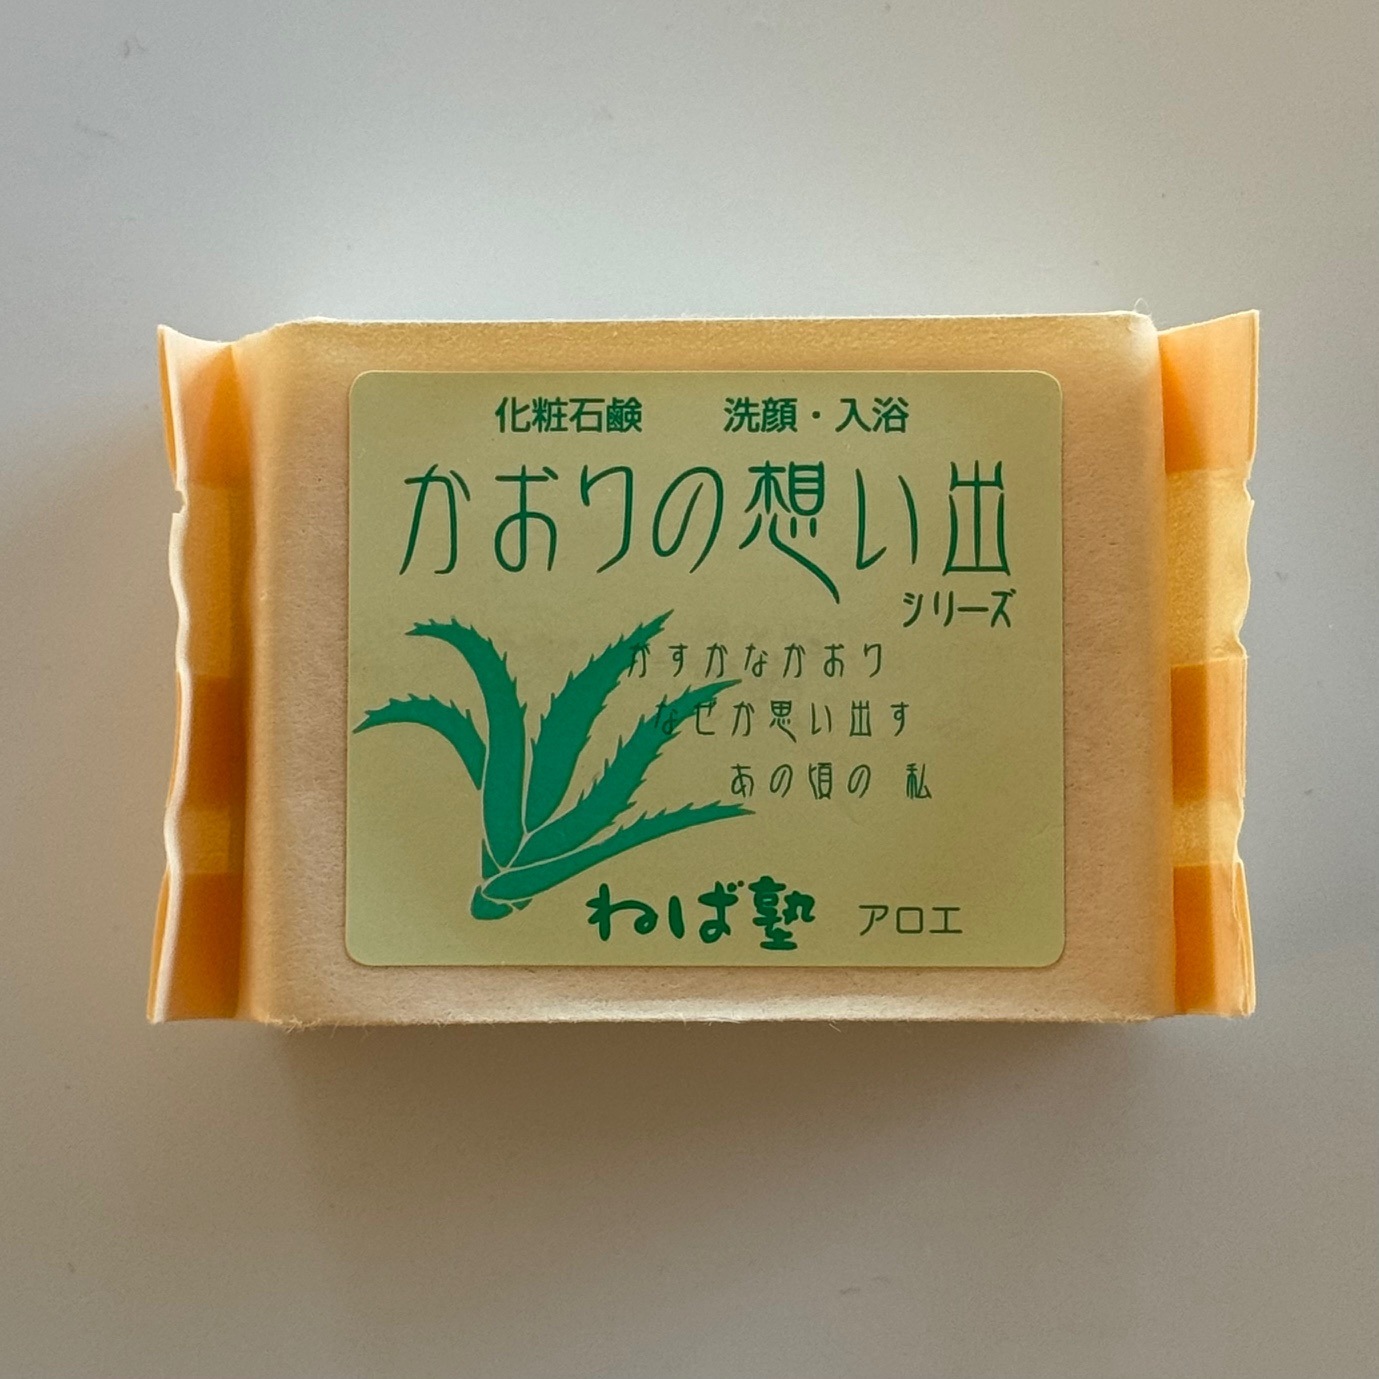 化粧石鹸 洗顔・入浴
かおりの想い出
シリーズ
かすかなかおり
なぜか思い出す
あの頃の 私
ねば塾 アロエ